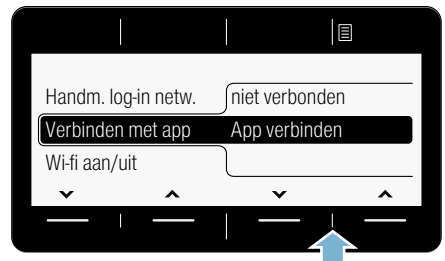 Handm. log-in netw.
niet verbonden
Verbinden met app
App verbinden
Wi-fi aan/uit